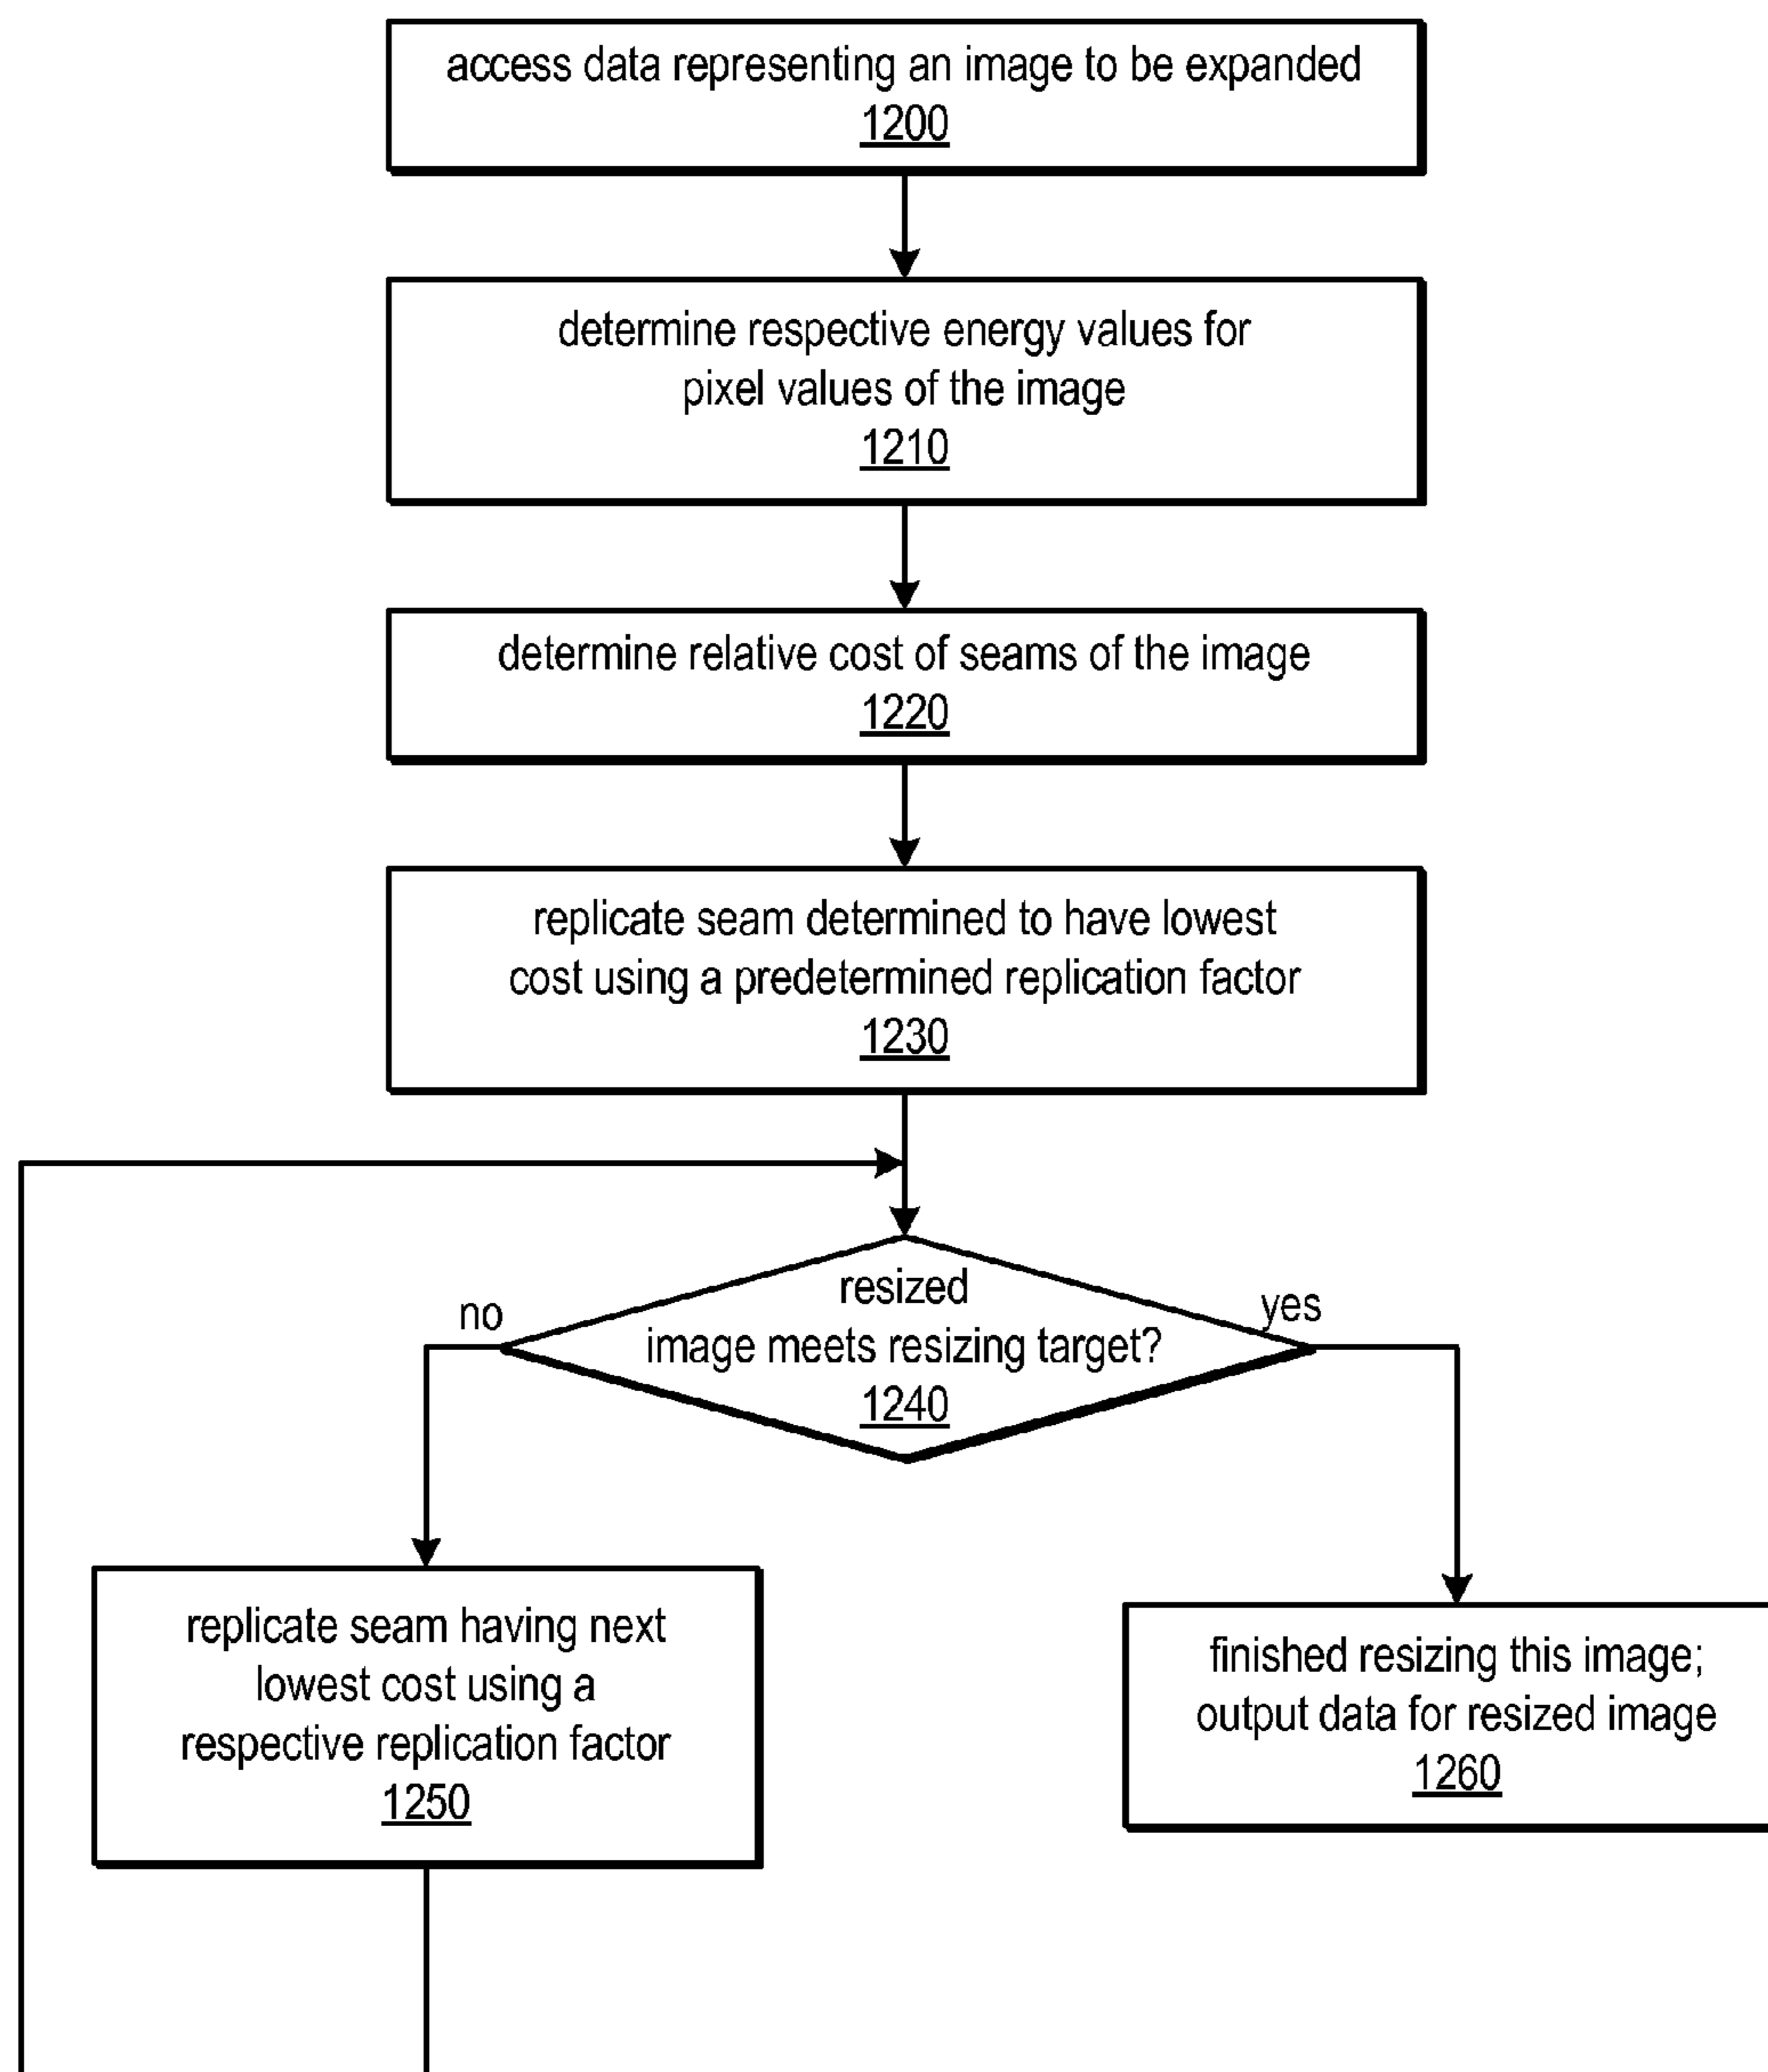 access data representing an image to be expanded
1200
determine respective energy values for
pixel values of the image
1210
determine relative cost of seams of the image
1220
replicate seam determined to have lowest
cost using a predetermined replication factor
1230
resized
image meets resizing target?
1240
no
yes
replicate seam having next
lowest cost using a
respective replication factor
1250
finished resizing this image;
output data for resized image
1260